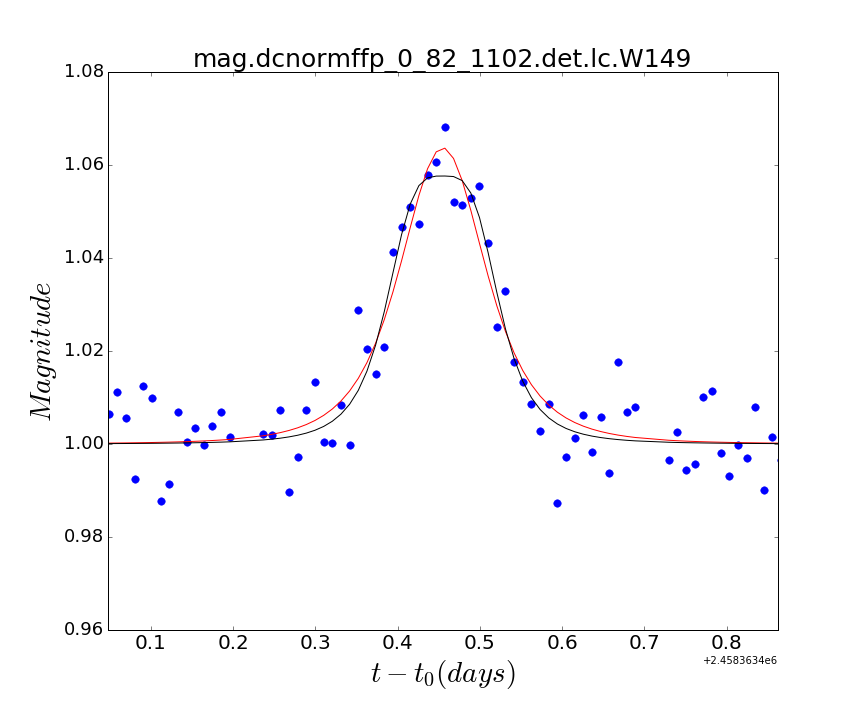 mag.dcnormffp_0_82_1102.det.lc.W149
1.08
1.06
1.04
1.02
1.00
0.98
0.96
Magnitude
0.1 0.2 0.3 0.4 0.5 0.6 0.7 0.8
+2.4583634e6
t − t₀(days)